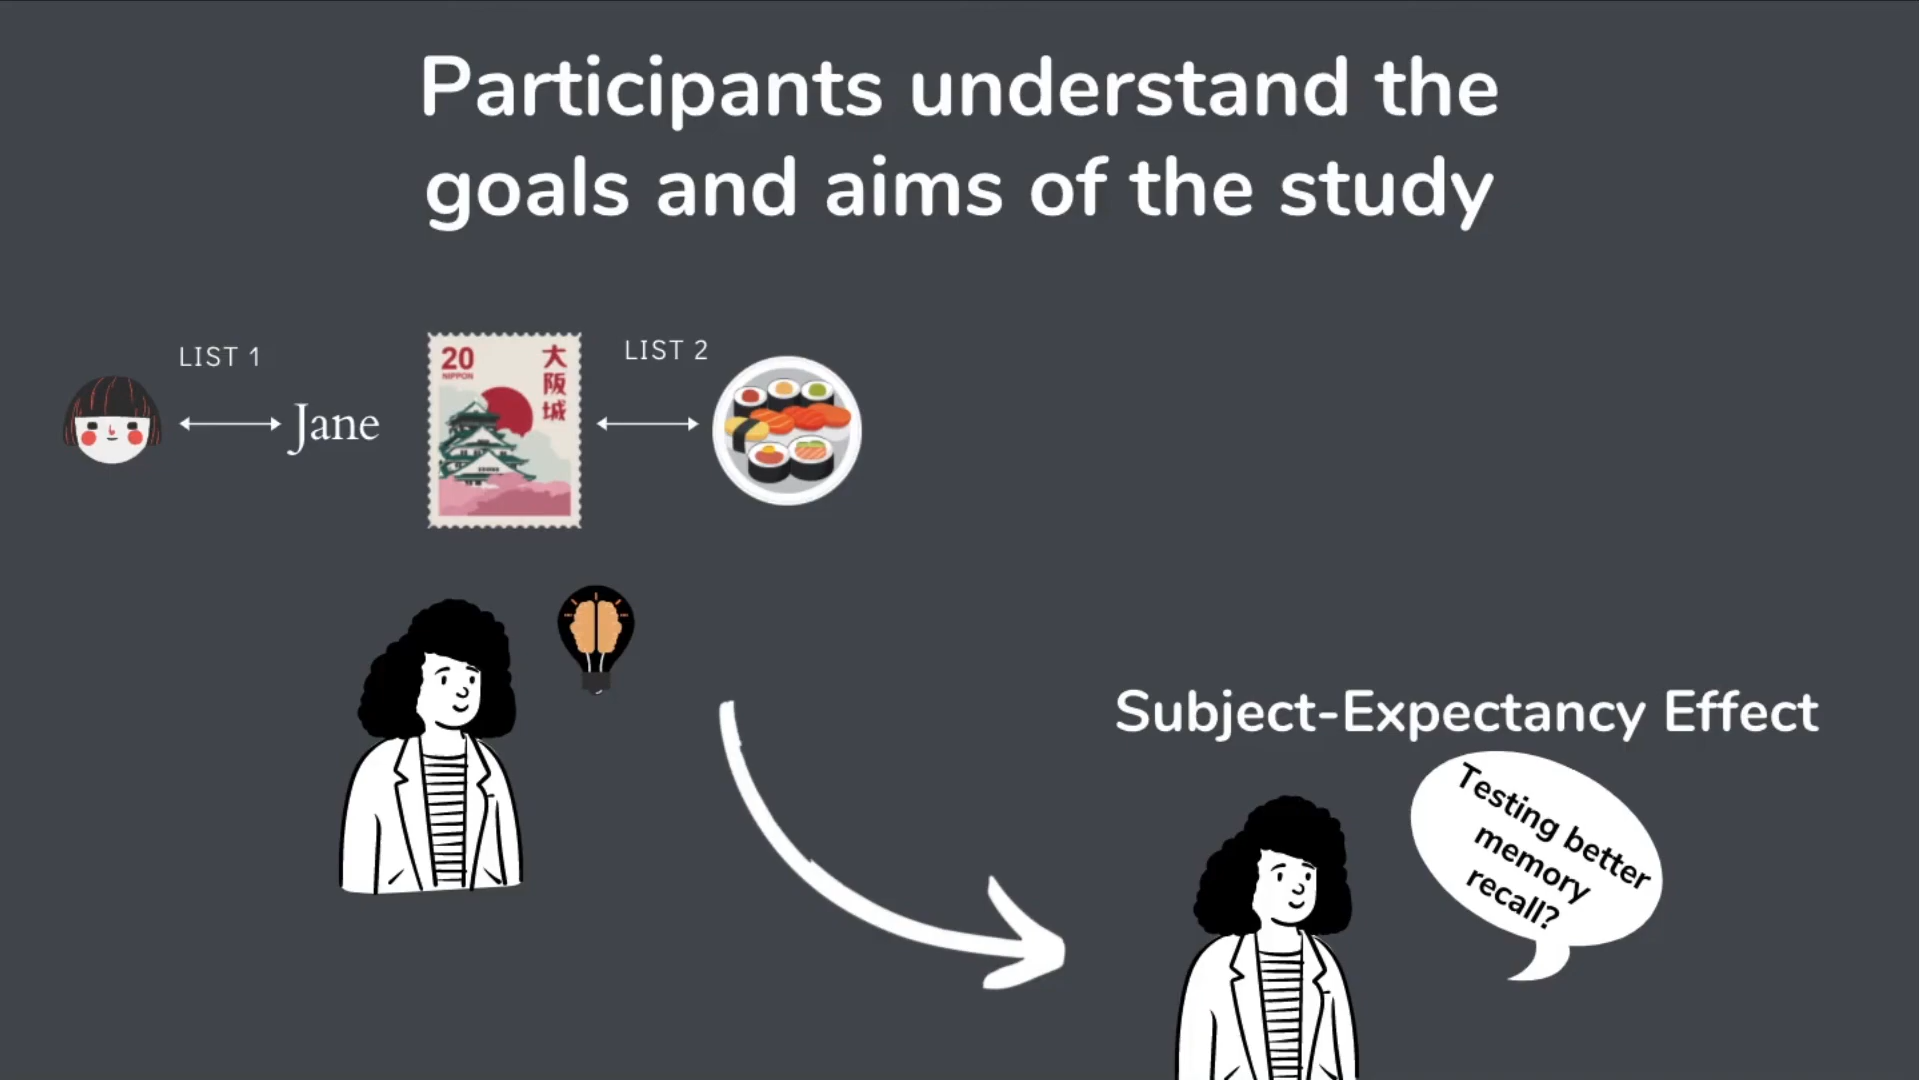 Participants understand the
goals and aims of the study
LIST 1
Jane
20
NIPPON
大阪城
LIST 2
Subject-Expectancy Effect
Testing better
memory
recall?